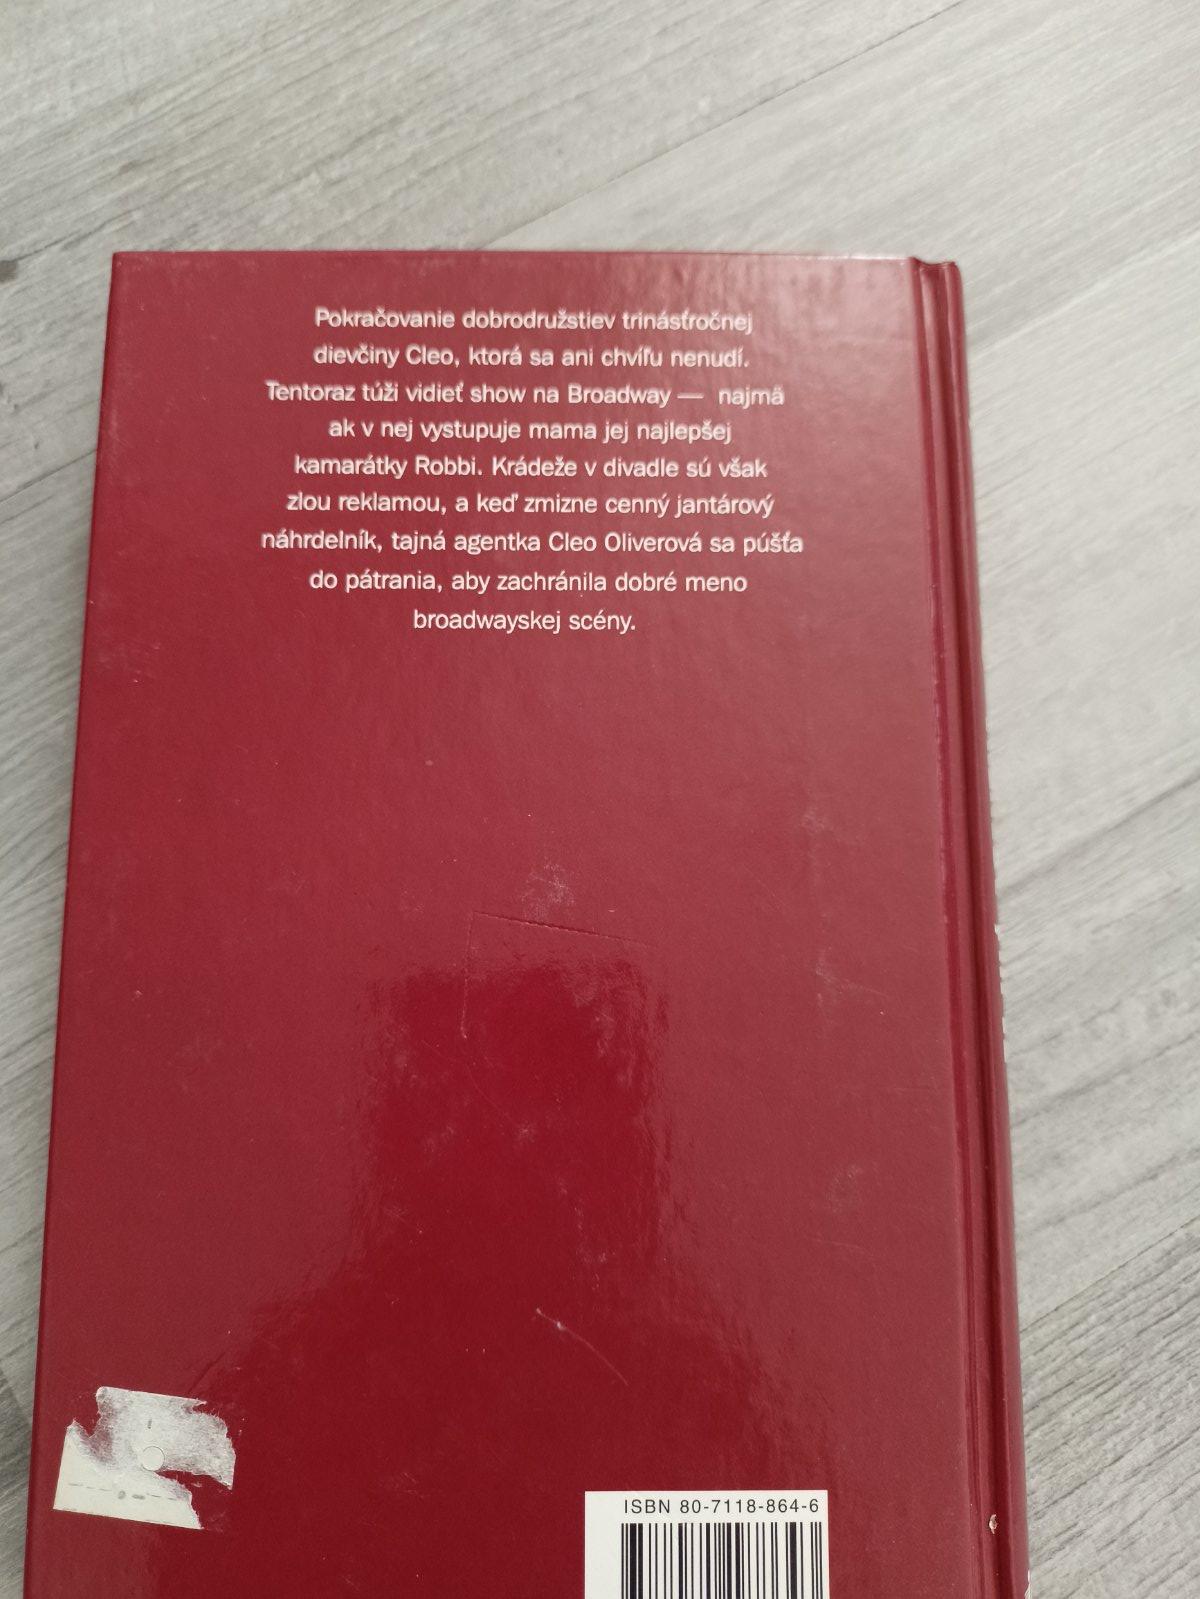 Pokračovanie dobrodružstiev trinásťročnej
dievčiny Cleo, ktorá sa ani chvíľu nenudí.
Tentoraz túži vidieť show na Broadway — najmä
ak v nej vystupuje mama jej najlepšej
kamarátky Robbi. Krádeže v divadle sú však
zlou reklamou, a keď zmizne cenný jantárový
náhrdelník, tajná agentka Cleo Oliverová sa púšťa
do pátrania, aby zachránila dobré meno
broadwayskej scény.
ISBN 80-7118-864-6